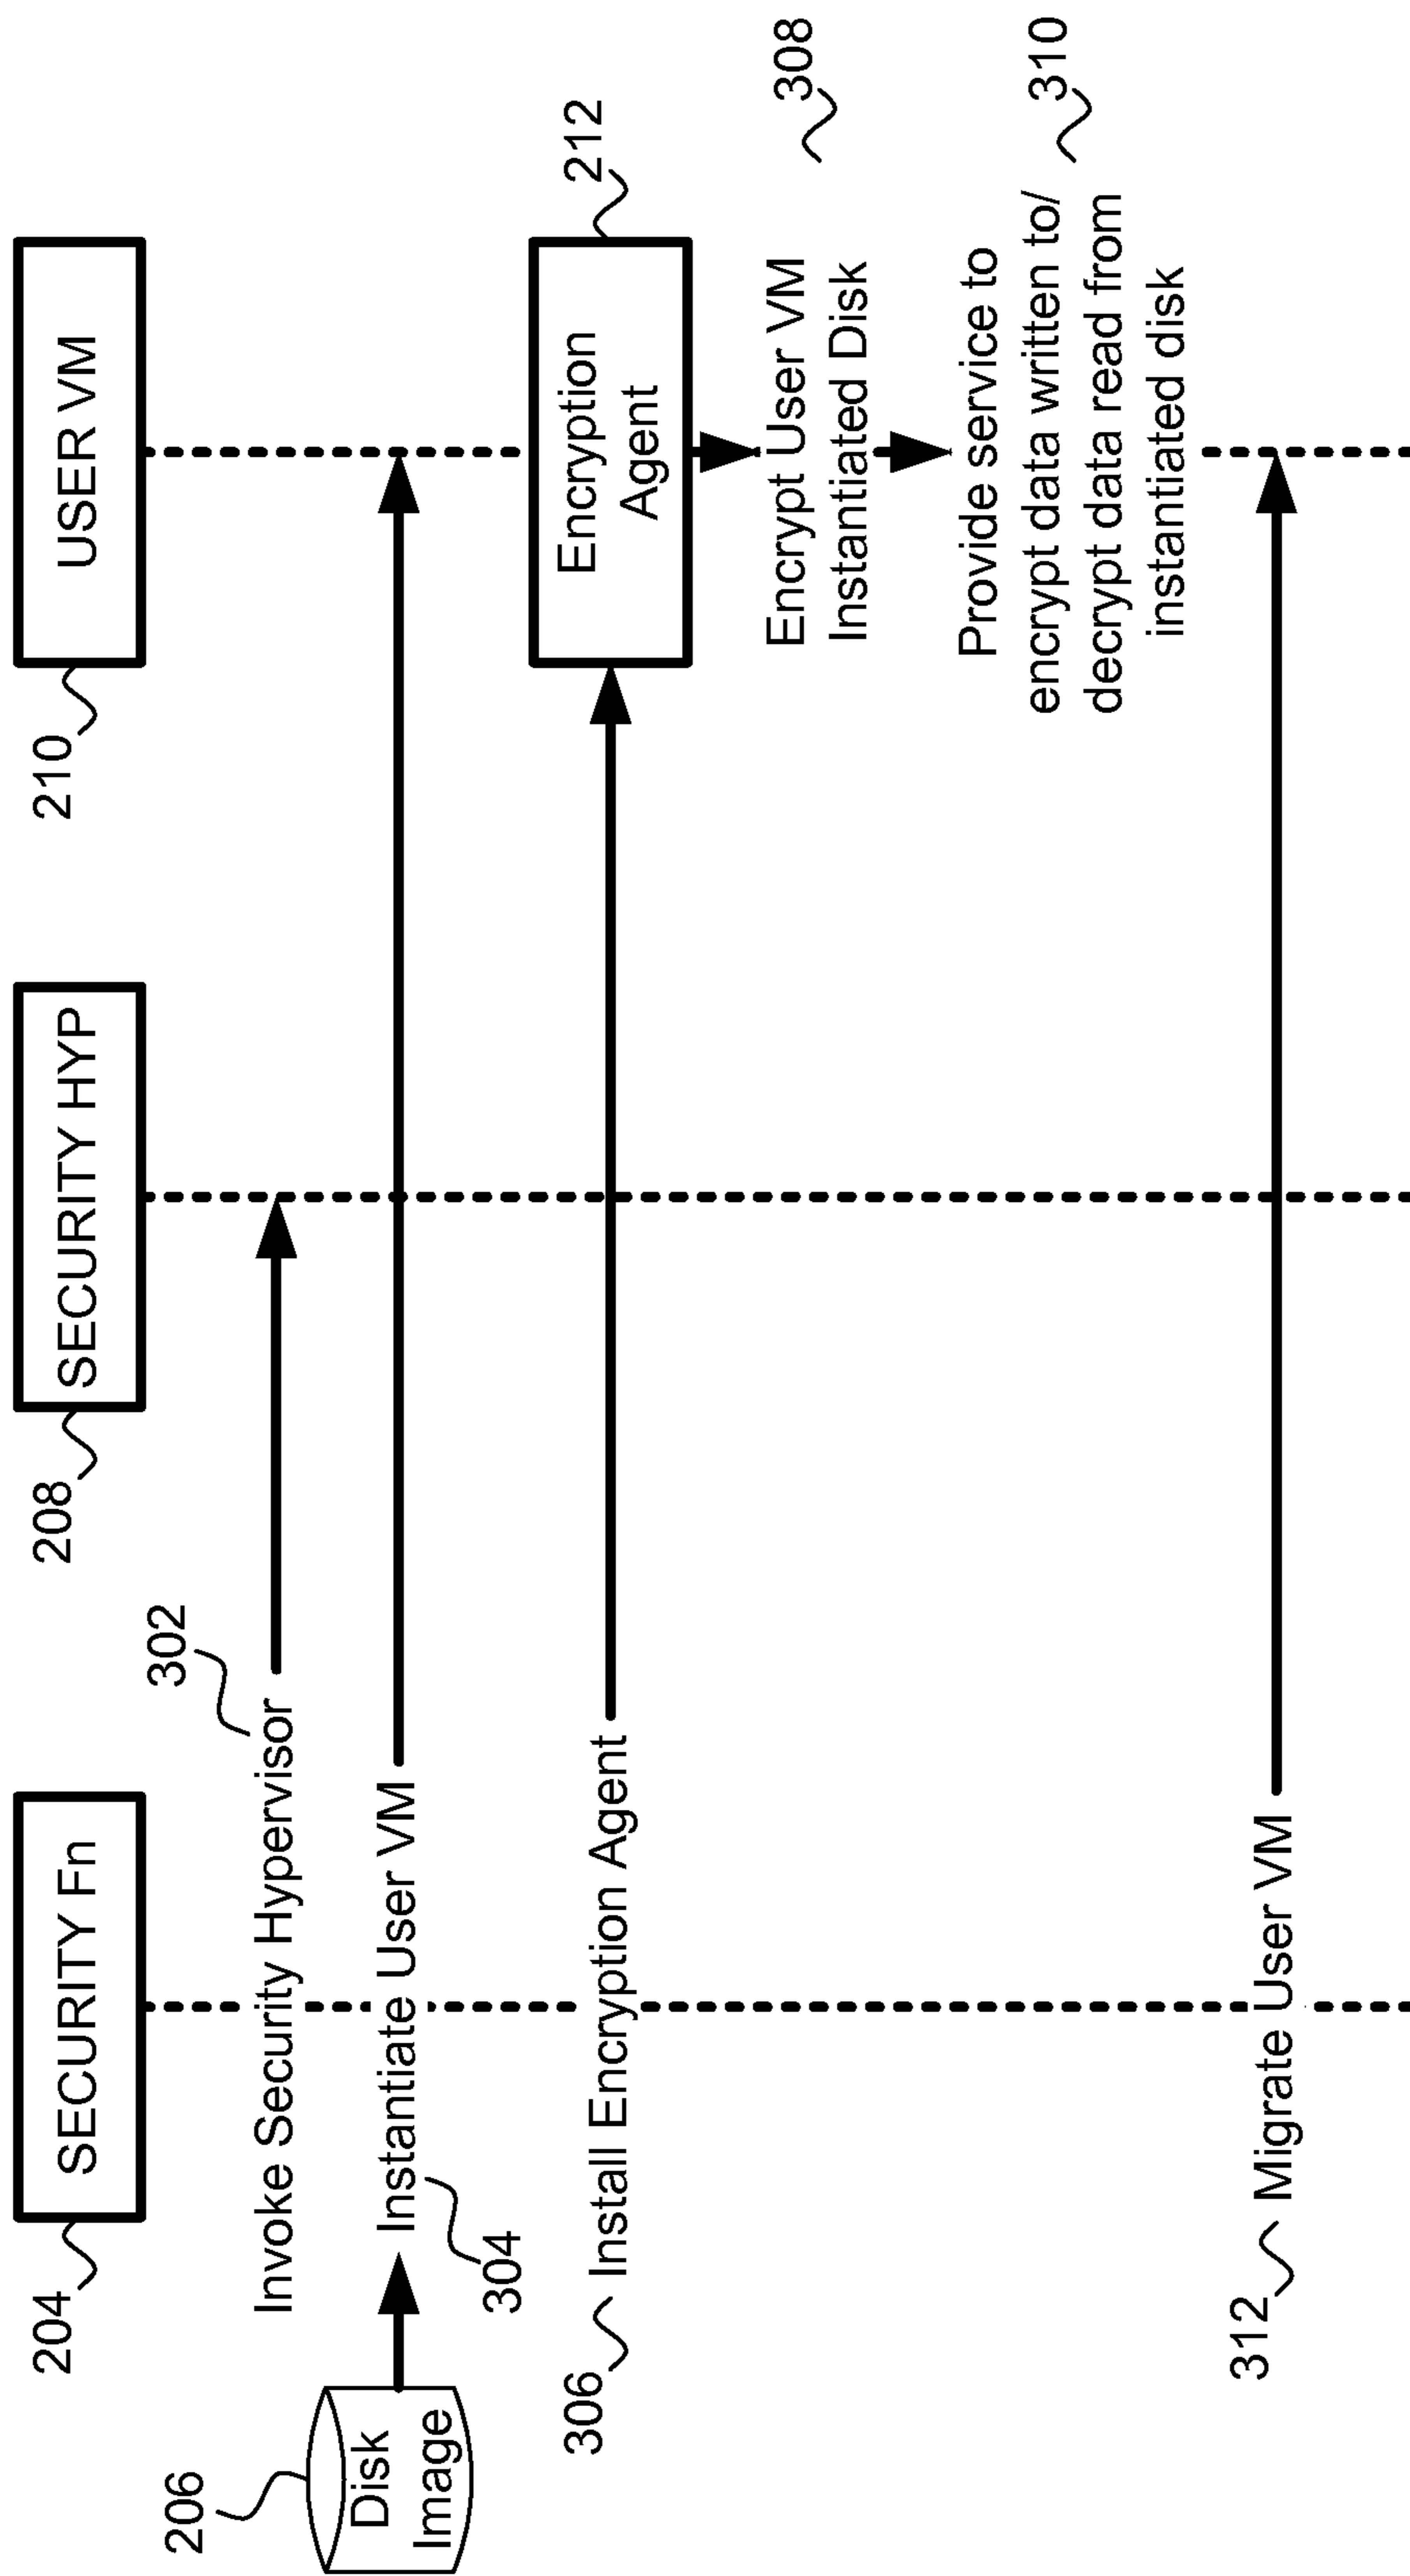 204
SECURITY Fn
208
SECURITY HYP
210
USER VM
302
Invoke Security Hypervisor
206
Disk
Image
Instantiate User VM
304
306
Install Encryption Agent
Encryption
Agent
212
Encrypt User VM
Instantiated Disk
308
Provide service to
encrypt data written to/
decrypt data read from
instantiated disk
310
312
Migrate User VM